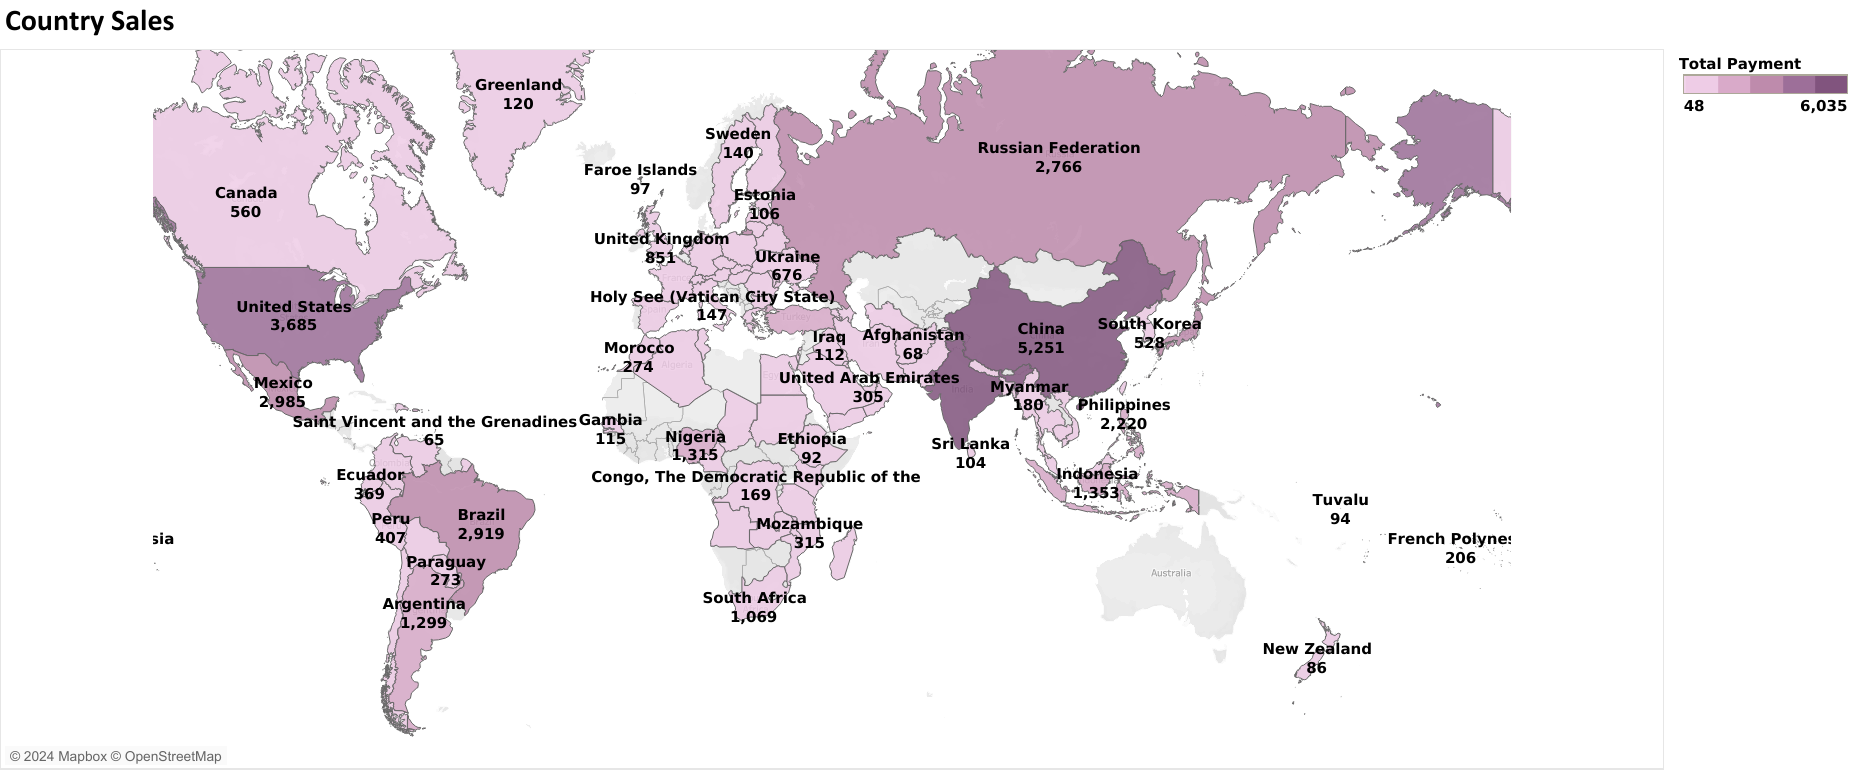 Country Sales
Total Payment
48
6,035
Greenland
120
Sweden
140
Russian Federation
2,766
Faroe Islands
97
Canada
560
Estonia
106
United Kingdom
851
Ukraine
676
Holy See (Vatican City State)
147
United States
3,685
Turkey
China
5,251
South Korea
528
Iraq
112
Afghanistan
68
Morocco
274
Algeria
United Arab Emirates
305
India
Myanmar
180
Mexico
2,985
Philippines
2,220
Saint Vincent and the Grenadines
65
Gambia
115
Nigeria
1,315
Ethiopia
92
Sri Lanka
104
Ecuador
369
Congo, The Democratic Republic of the
169
Indonesia
1,353
Tuvalu
94
Peru
407
Brazil
2,919
Mozambique
315
sia
French Polynes
206
Paraguay
273
Australia
Argentina
1,299
South Africa
1,069
New Zealand
86
© 2024 Mapbox © OpenStreetMap